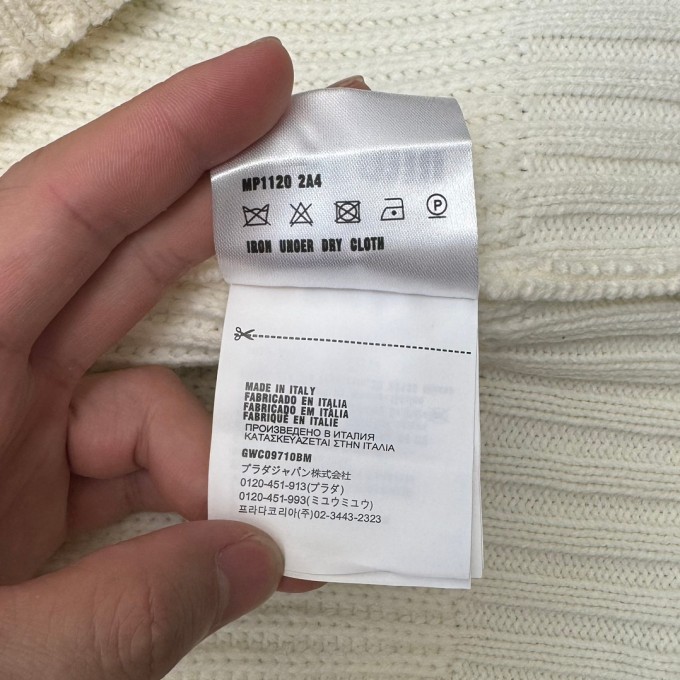 MP1120 2A4
IRON UNDER DRY CLOTH
MADE IN ITALY
FABRICADO EN ITALIA
FABRICADO EM ITÁLIA
FABRIQUÉ EN ITALIE
ПРОИЗВЕДЕНО В ИТАЛИЯ
ΚΑΤΑΣΚΕΥΑΖΕΤΑΙ ΣΤΗΝ ΙΤΑΛΙΑ
GWC09710BM
プラダジャパン株式会社
0120-451-913(プラダ)
0120-451-993(ミュウミュウ)
프라다코리아(주)02-3443-2323